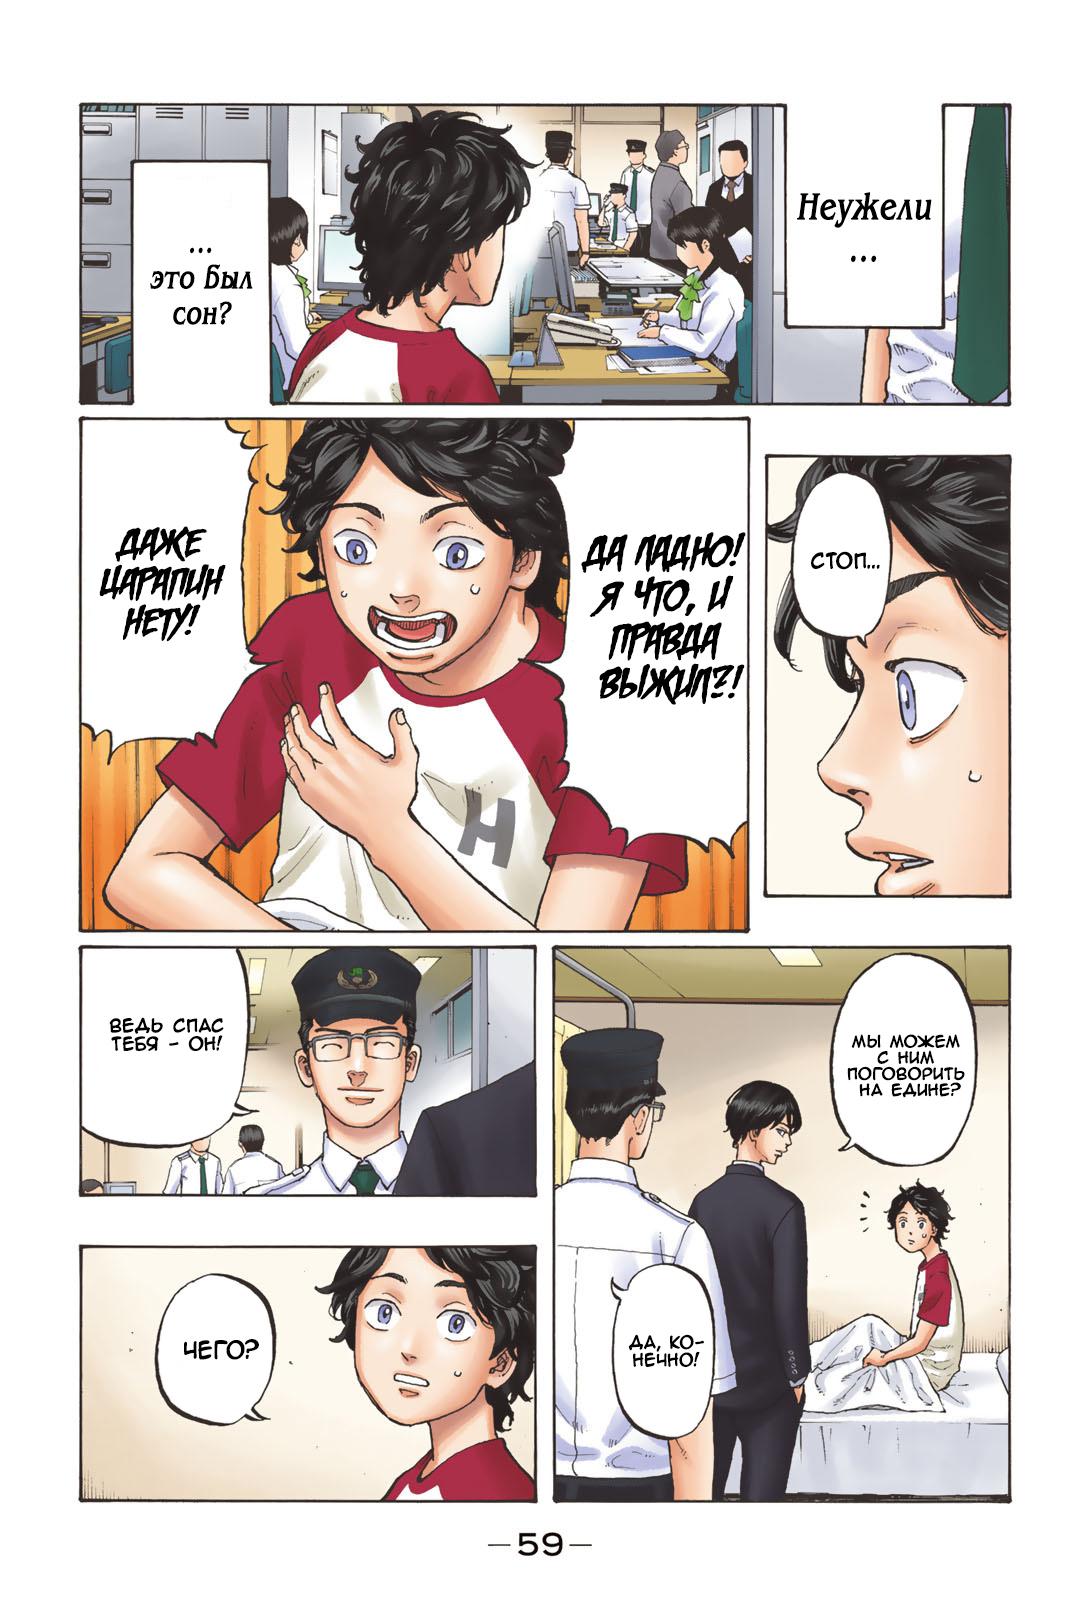 Неужели
...
...
это был
сон?
СТОП...
ДА ЛАДНО!
Я ЧТО, И
ПРАВДА
ВЫЖИЛ?!
ДАЖЕ
ЦАРАПИН
НЕТУ!
МЫ МОЖЕМ
С НИМ
ПОГОВОРИТЬ
НА ЕДИНЕ?
ДА, КО-
НЕЧНО!
JR
ВЕДЬ СПАС
ТЕБЯ - ОН!
ЧЕГО?
H
—59—